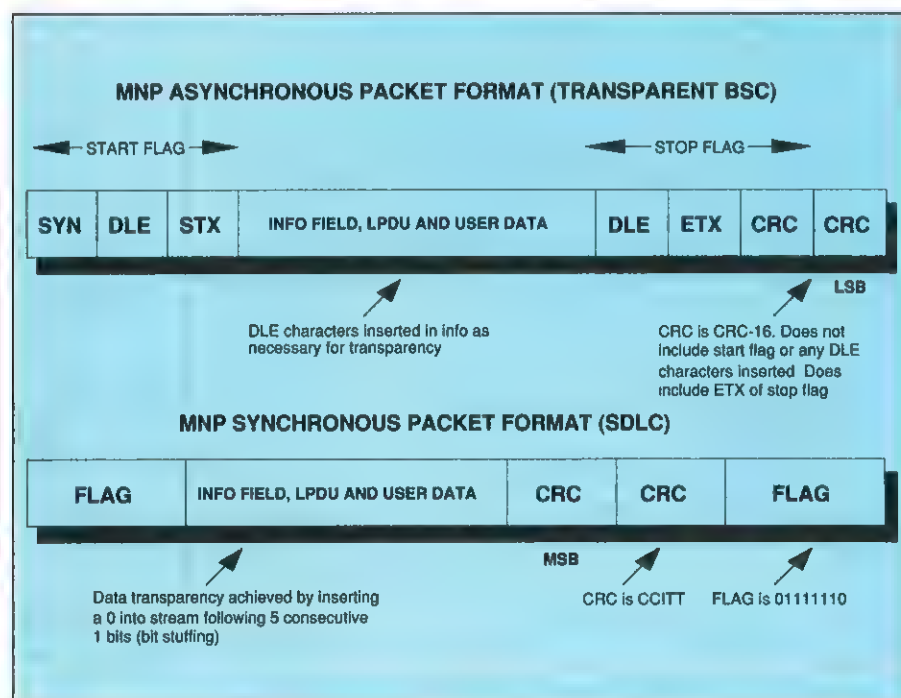 MNP ASYNCHRONOUS PACKET FORMAT (TRANSPARENT BSC)
START FLAG
STOP FLAG
SYN DLE STX INFO FIELD, LPDU AND USER DATA DLE ETX CRC CRC
LSB
DLE characters inserted in info as
necessary for transparency
CRC is CRC-16. Does not
include start flag or any DLE
characters inserted Does
include ETX of stop flag
MNP SYNCHRONOUS PACKET FORMAT (SDLC)
FLAG INFO FIELD, LPDU AND USER DATA CRC CRC FLAG
MSB
Data transparency achieved by inserting
a 0 into stream following 5 consecutive
1 bits (bit stuffing)
CRC is CCITT
FLAG is 01111110